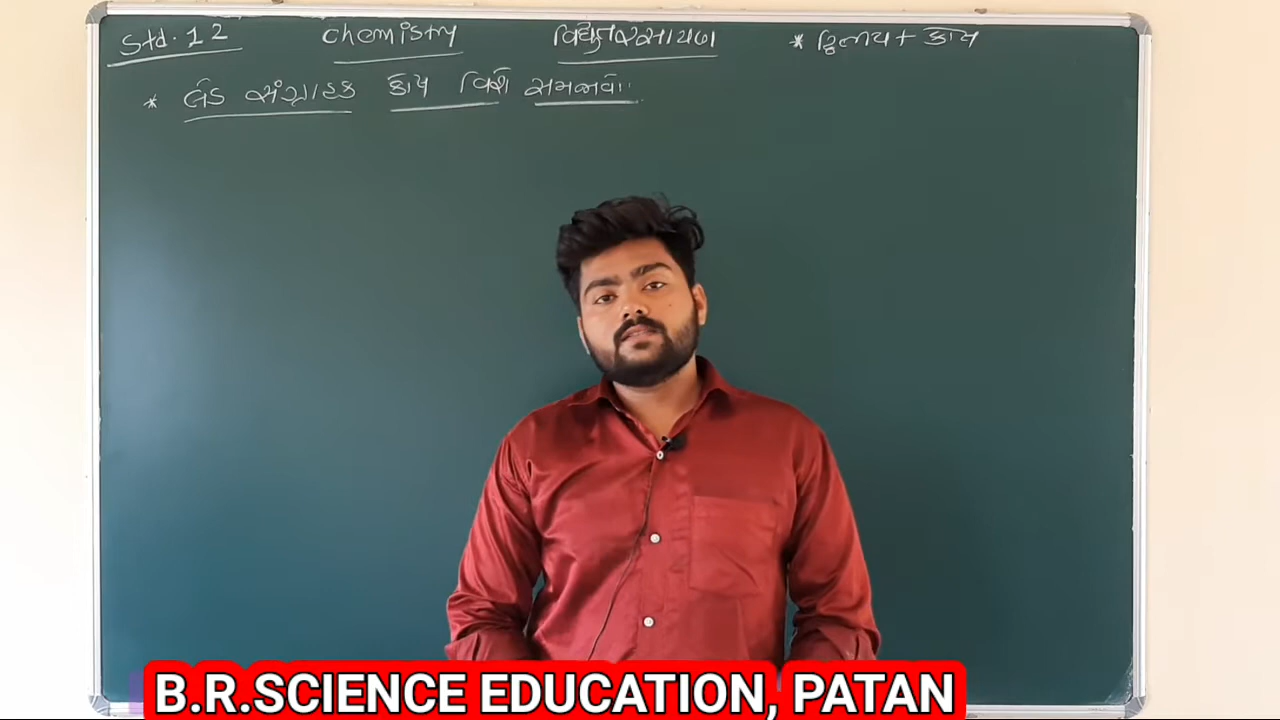 Std. 12 Chemistry વિદ્યુતરસાયણ * દ્વિતીય કોષ
* લેડ સંગ્રાહક કોષ વિશે સમજાવો.
B.R.SCIENCE EDUCATION, PATAN